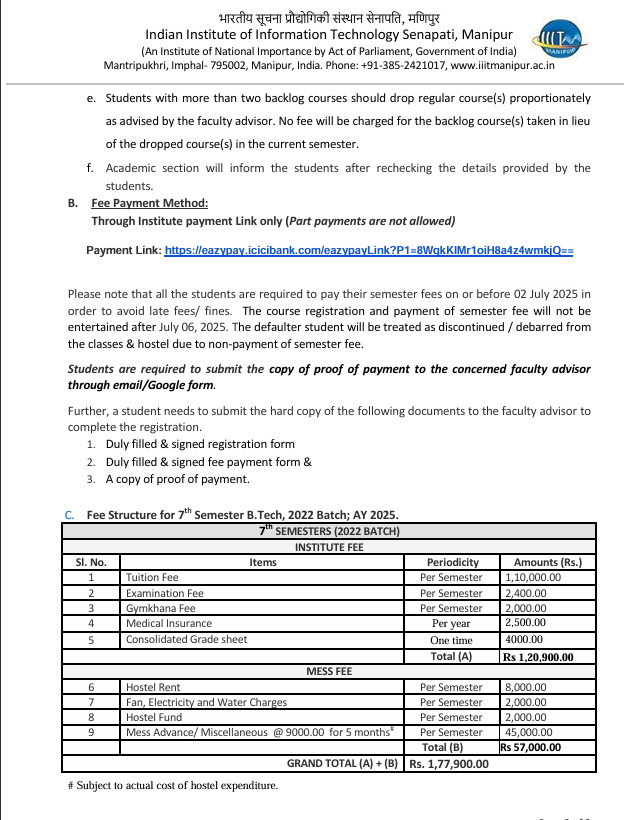 भारतीय सूचना प्रौद्योगिकी संस्थान सेनापति, मणिपुर
Indian Institute of Information Technology Senapati, Manipur
(An Institute of National Importance by Act of Parliament, Government of India)
Mantripukhri, Imphal- 795002, Manipur, India. Phone: +91-385-2421017, www.iiitmanipur.ac.in
IIIT
MANIPUR
e. Students with more than two backlog courses should drop regular course(s) proportionately
as advised by the faculty advisor. No fee will be charged for the backlog course(s) taken in lieu
of the dropped course(s) in the current semester.
f. Academic section will inform the students after rechecking the details provided by the
students.
B. Fee Payment Method:
Through Institute payment Link only (Part payments are not allowed)
Payment Link: https://eazypay.icicibank.com/eazypayLink?P1=8WqkKIMr1oiH8a4z4wmkjQ==
Please note that all the students are required to pay their semester fees on or before 02 July 2025 in
order to avoid late fees/ fines. The course registration and payment of semester fee will not be
entertained after July 06, 2025. The defaulter student will be treated as discontinued / debarred from
the classes & hostel due to non-payment of semester fee.
Students are required to submit the copy of proof of payment to the concerned faculty advisor
through email/Google form.
Further, a student needs to submit the hard copy of the following documents to the faculty advisor to
complete the registration.
1. Duly filled & signed registration form
2. Duly filled & signed fee payment form &
3. A copy of proof of payment.
C. Fee Structure for 7th Semester B.Tech, 2022 Batch; AY 2025.
7th SEMESTERS (2022 BATCH)
INSTITUTE FEE
Sl. No. Items Periodicity Amounts (Rs.)
1 Tuition Fee Per Semester 1,10,000.00
2 Examination Fee Per Semester 2,400.00
3 Gymkhana Fee Per Semester 2,000.00
4 Medical Insurance Per year 2,500.00
5 Consolidated Grade sheet One time 4000.00
Total (A) Rs 1,20,900.00
MESS FEE
6 Hostel Rent Per Semester 8,000.00
7 Fan, Electricity and Water Charges Per Semester 2,000.00
8 Hostel Fund Per Semester 2,000.00
9 Mess Advance/ Miscellaneous @ 9000.00 for 5 months# Per Semester 45,000.00
Total (B) Rs 57,000.00
GRAND TOTAL (A) + (B) Rs. 1,77,900.00
# Subject to actual cost of hostel expenditure.